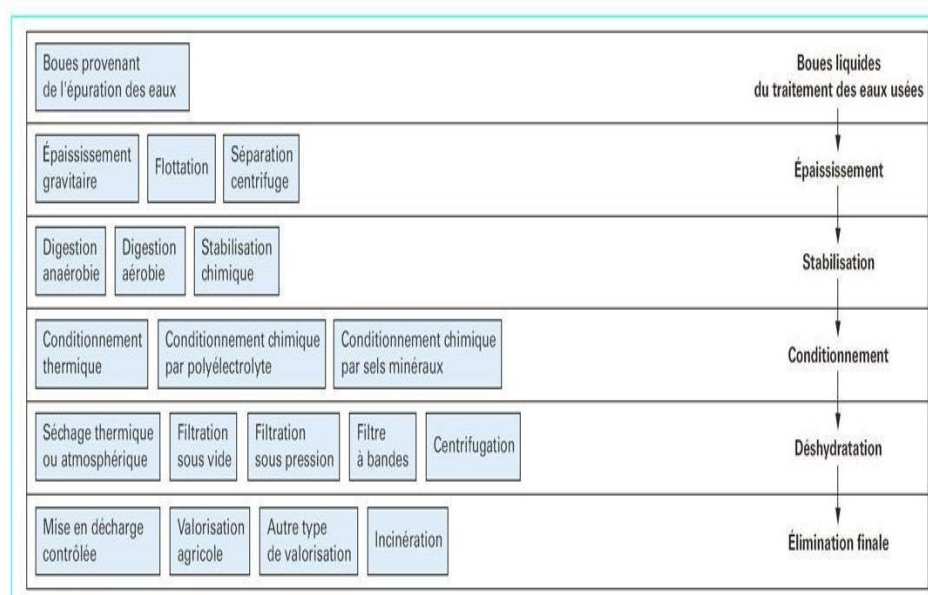 Boues provenant
de l'épuration des eaux
Boues liquides
du traitement des eaux usées
Épaississement
gravitaire
Flottation
Séparation
centrifuge
Épaississement
Digestion
anaérobie
Digestion
aérobie
Stabilisation
chimique
Stabilisation
Conditionnement
thermique
Conditionnement chimique
par polyélectrolyte
Conditionnement chimique
par sels minéraux
Conditionnement
Séchage thermique
ou atmosphérique
Filtration
sous vide
Filtration
sous pression
Filtre
à bandes
Centrifugation
Déshydratation
Mise en décharge
contrôlée
Valorisation
agricole
Autre type
de valorisation
Incinération
Élimination finale